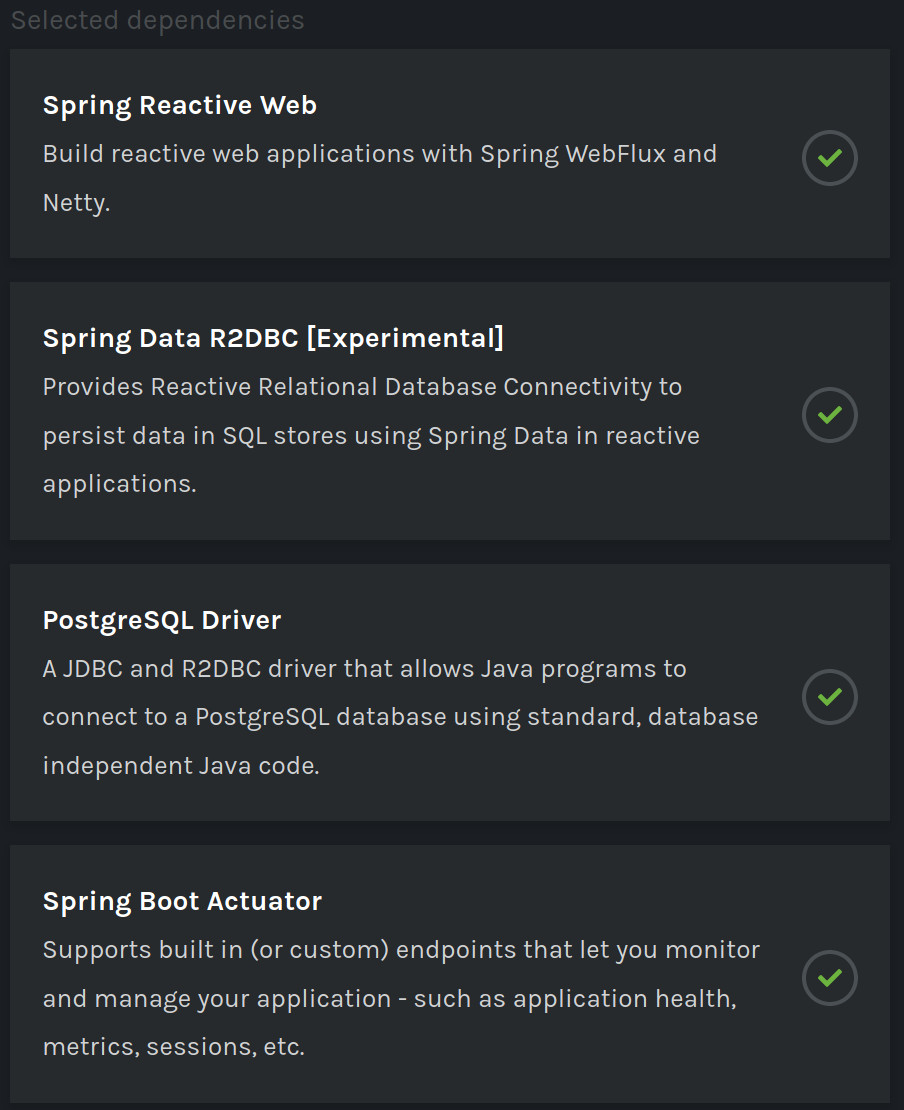 Selected dependencies
Spring Reactive Web
Build reactive web applications with Spring WebFlux and
Netty.
Spring Data R2DBC [Experimental]
Provides Reactive Relational Database Connectivity to
persist data in SQL stores using Spring Data in reactive
applications.
PostgreSQL Driver
A JDBC and R2DBC driver that allows Java programs to
connect to a PostgreSQL database using standard, database
independent Java code.
Spring Boot Actuator
Supports built in (or custom) endpoints that let you monitor
and manage your application - such as application health,
metrics, sessions, etc.